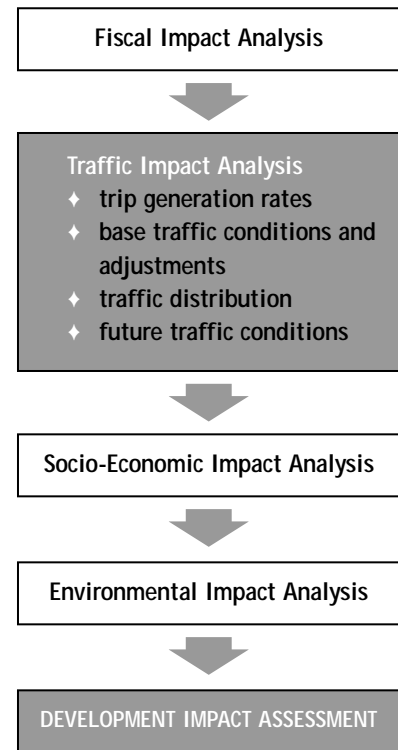 Fiscal Impact Analysis
Traffic Impact Analysis
♦ trip generation rates
♦ base traffic conditions and
adjustments
♦ traffic distribution
♦ future traffic conditions
Socio-Economic Impact Analysis
Environmental Impact Analysis
DEVELOPMENT IMPACT ASSESSMENT